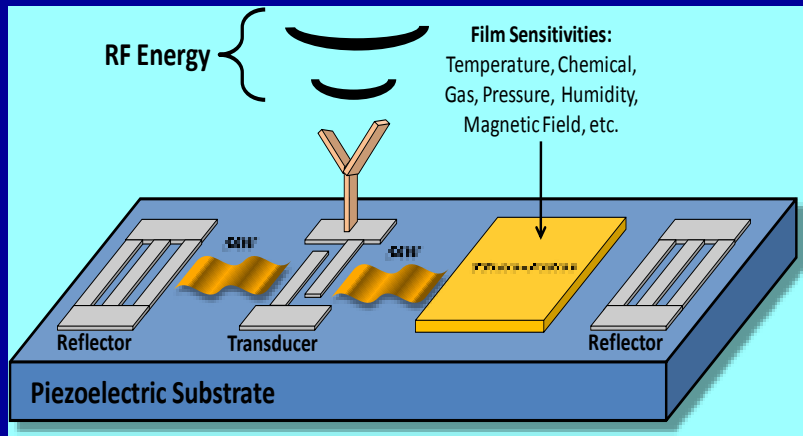 RF Energy
Film Sensitivities:
Temperature, Chemical,
Gas, Pressure, Humidity,
Magnetic Field, etc.
Reflector
Transducer
Reflector
Piezoelectric Substrate